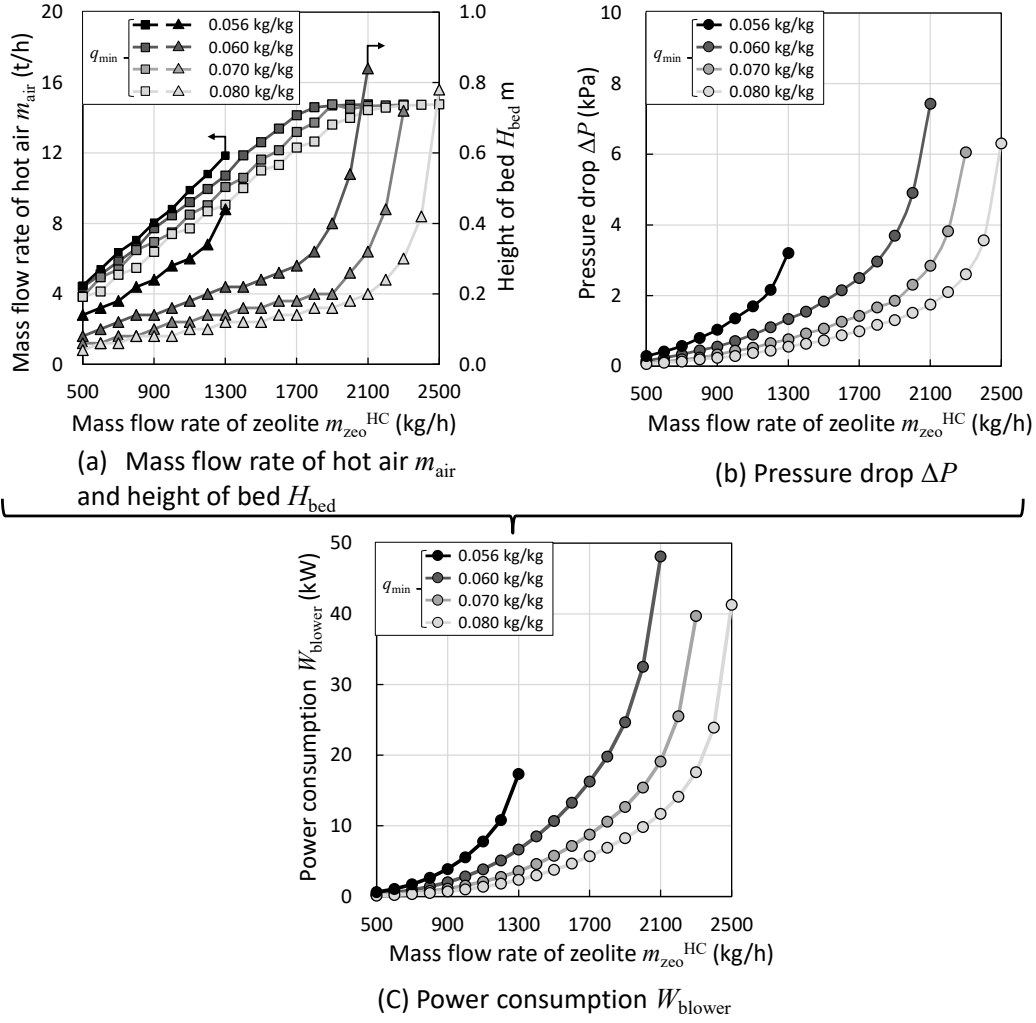 20
16
12
8
4
0
Mass flow rate of hot air m_air (t/h)
q_min
0.056 kg/kg
0.060 kg/kg
0.070 kg/kg
0.080 kg/kg
1.0
0.8
0.6
0.4
0.2
0.0
Height of bed H_bed m
500 900 1300 1700 2100 2500
Mass flow rate of zeolite m_zeo^HC (kg/h)
(a) Mass flow rate of hot air m_air
and height of bed H_bed
10
8
6
4
2
0
Pressure drop ΔP (kPa)
q_min
0.056 kg/kg
0.060 kg/kg
0.070 kg/kg
0.080 kg/kg
500 900 1300 1700 2100 2500
Mass flow rate of zeolite m_zeo^HC (kg/h)
(b) Pressure drop ΔP
50
40
30
20
10
0
Power consumption W_blower (kW)
q_min
0.056 kg/kg
0.060 kg/kg
0.070 kg/kg
0.080 kg/kg
500 900 1300 1700 2100 2500
Mass flow rate of zeolite m_zeo^HC (kg/h)
(C) Power consumption W_blower